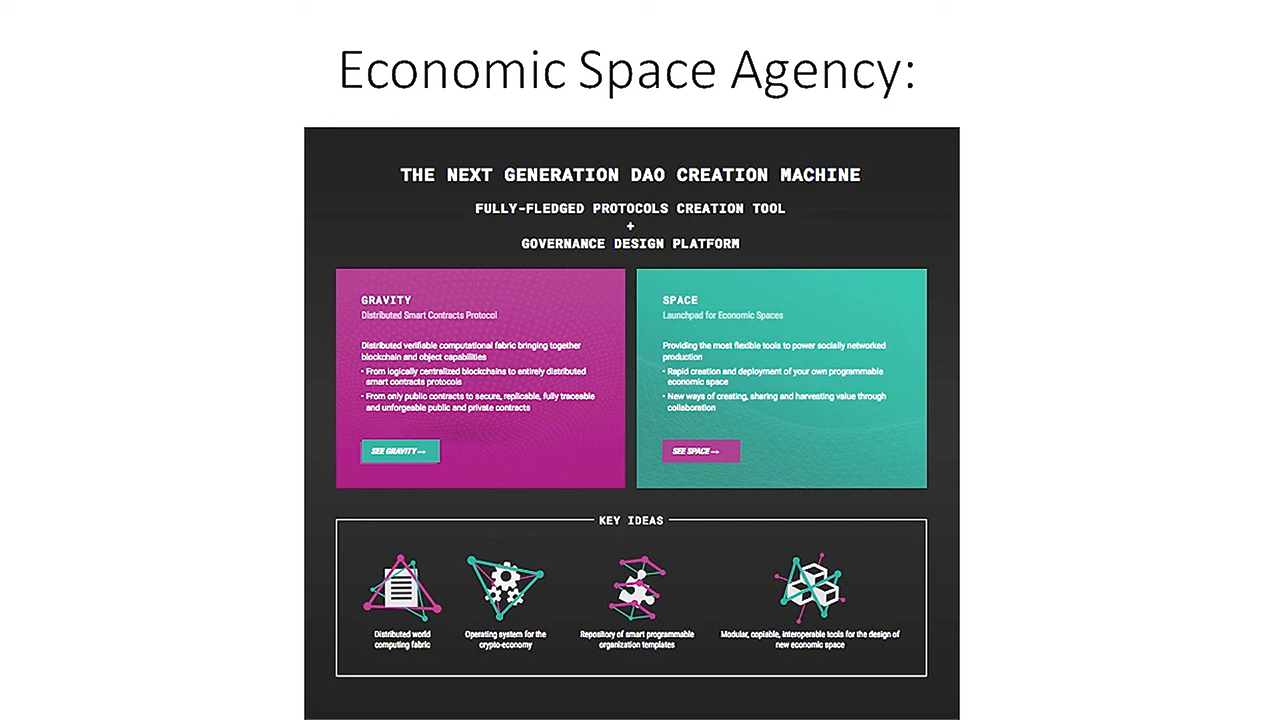 Economic Space Agency:
THE NEXT GENERATION DAO CREATION MACHINE
FULLY-FLEDGED PROTOCOLS CREATION TOOL
+
GOVERNANCE DESIGN PLATFORM
GRAVITY
Distributed Smart Contracts Protocol
Distributed verifiable computational fabric bringing together
blockchain and object capabilities
• From logically centralized blockchains to entirely distributed
smart contracts protocols
• From only public contracts to secure, replicable, fully traceable
and unforgeable public and private contracts
SEE GRAVITY→
SPACE
Launchpad for Economic Spaces
Providing the most flexible tools to power socially networked
production
• Rapid creation and deployment of your own programmable
economic space
• New ways of creating, sharing and harvesting value through
collaboration
SEE SPACE→
KEY IDEAS
Distributed world
computing fabric
Operating system for the
crypto-economy
Repository of smart programmable
organization templates
Modular, copiable, interoperable tools for the design of
new economic space